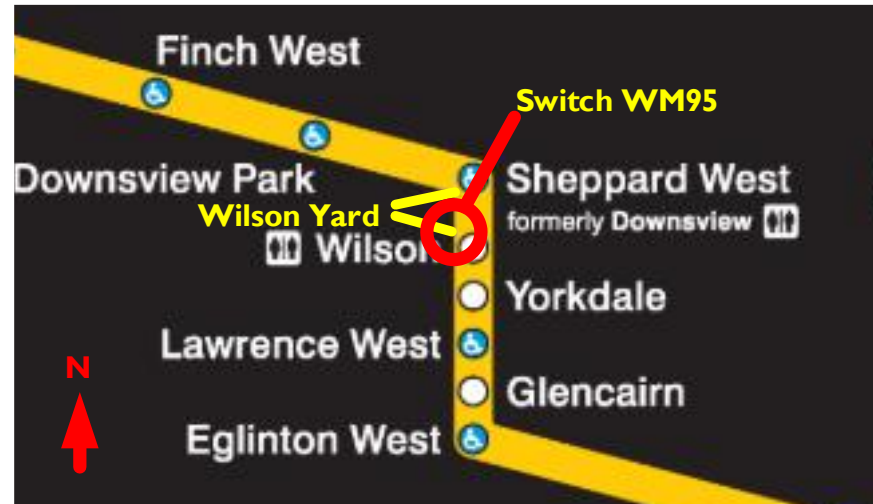 Finch West
Switch WM95
Downsview Park
Sheppard West
Wilson Yard
formerly Downsview
Wilson
Yorkdale
Lawrence West
N
Glencairn
Eglinton West